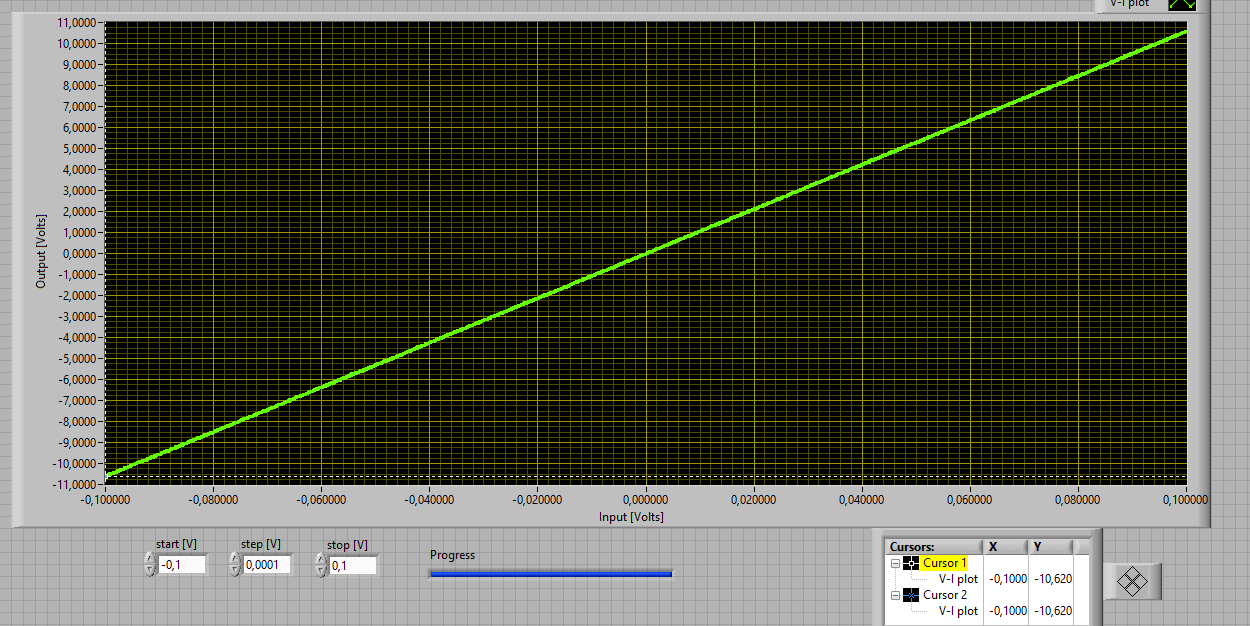 V-I plot
11,0000
10,0000
9,0000
8,0000
7,0000
6,0000
5,0000
4,0000
3,0000
2,0000
1,0000
0,0000
-1,0000
-2,0000
-3,0000
-4,0000
-5,0000
-6,0000
-7,0000
-8,0000
-9,0000
-10,0000
-11,0000
Output [Volts]
-0,100000 -0,080000 -0,060000 -0,040000 -0,020000 0,000000 0,020000 0,040000 0,060000 0,080000 0,100000
Input [Volts]
start [V] step [V] stop [V]
-0,1 0,0001 0,1
Progress
Cursors: X Y
Cursor 1
V-I plot -0,1000 -10,620
Cursor 2
V-I plot -0,1000 -10,620